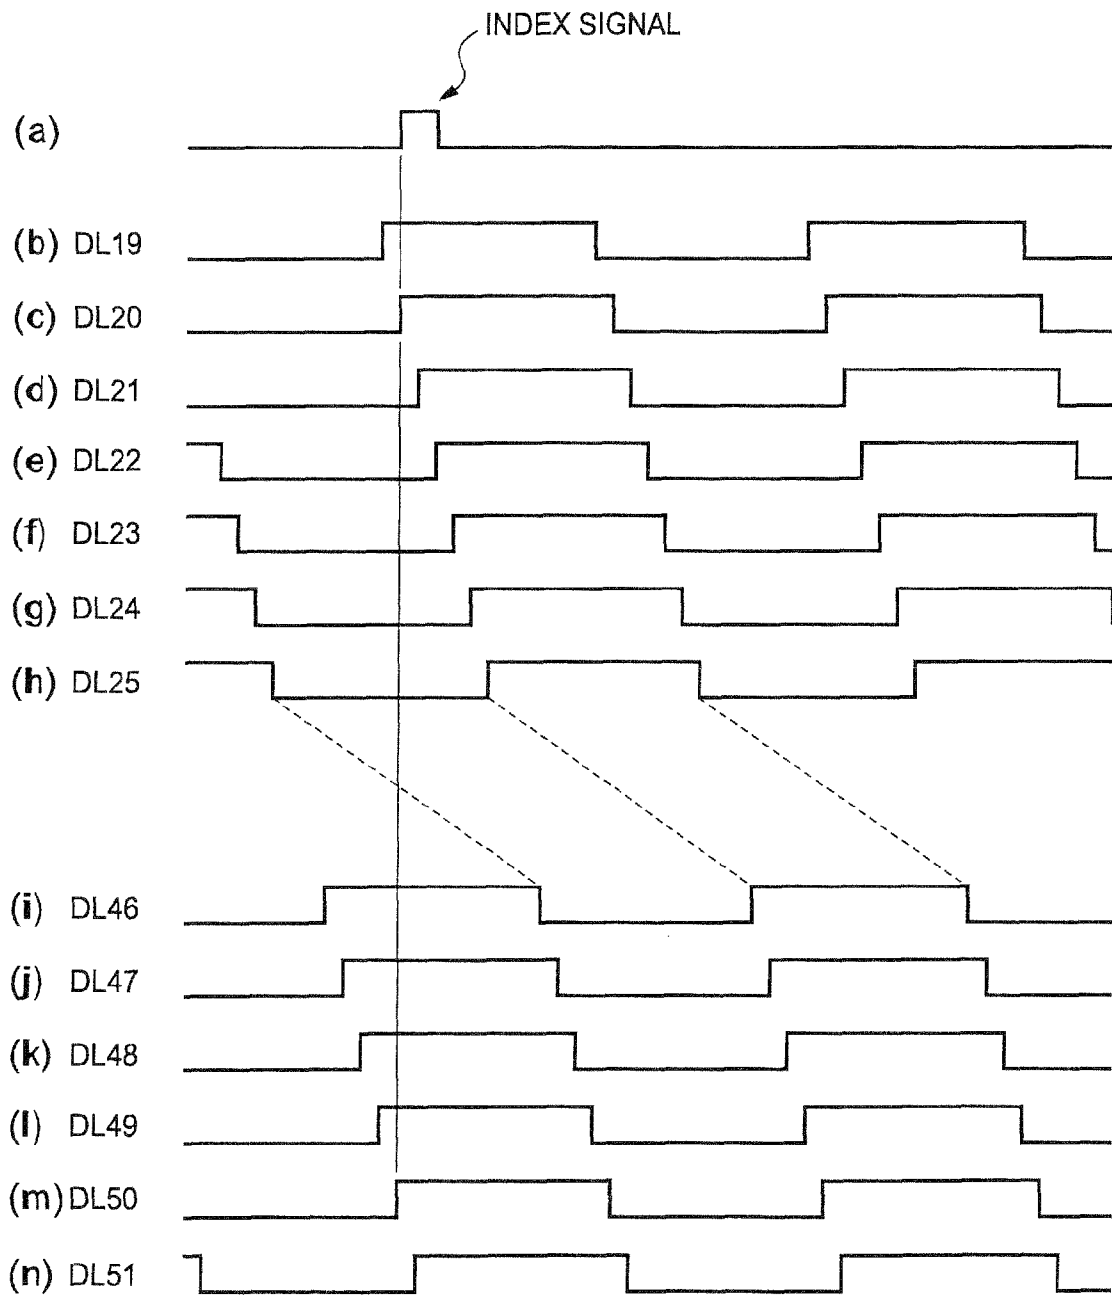 INDEX SIGNAL
(a)
(b) DL19
(c) DL20
(d) DL21
(e) DL22
(f) DL23
(g) DL24
(h) DL25
(i) DL46
(j) DL47
(k) DL48
(l) DL49
(m) DL50
(n) DL51